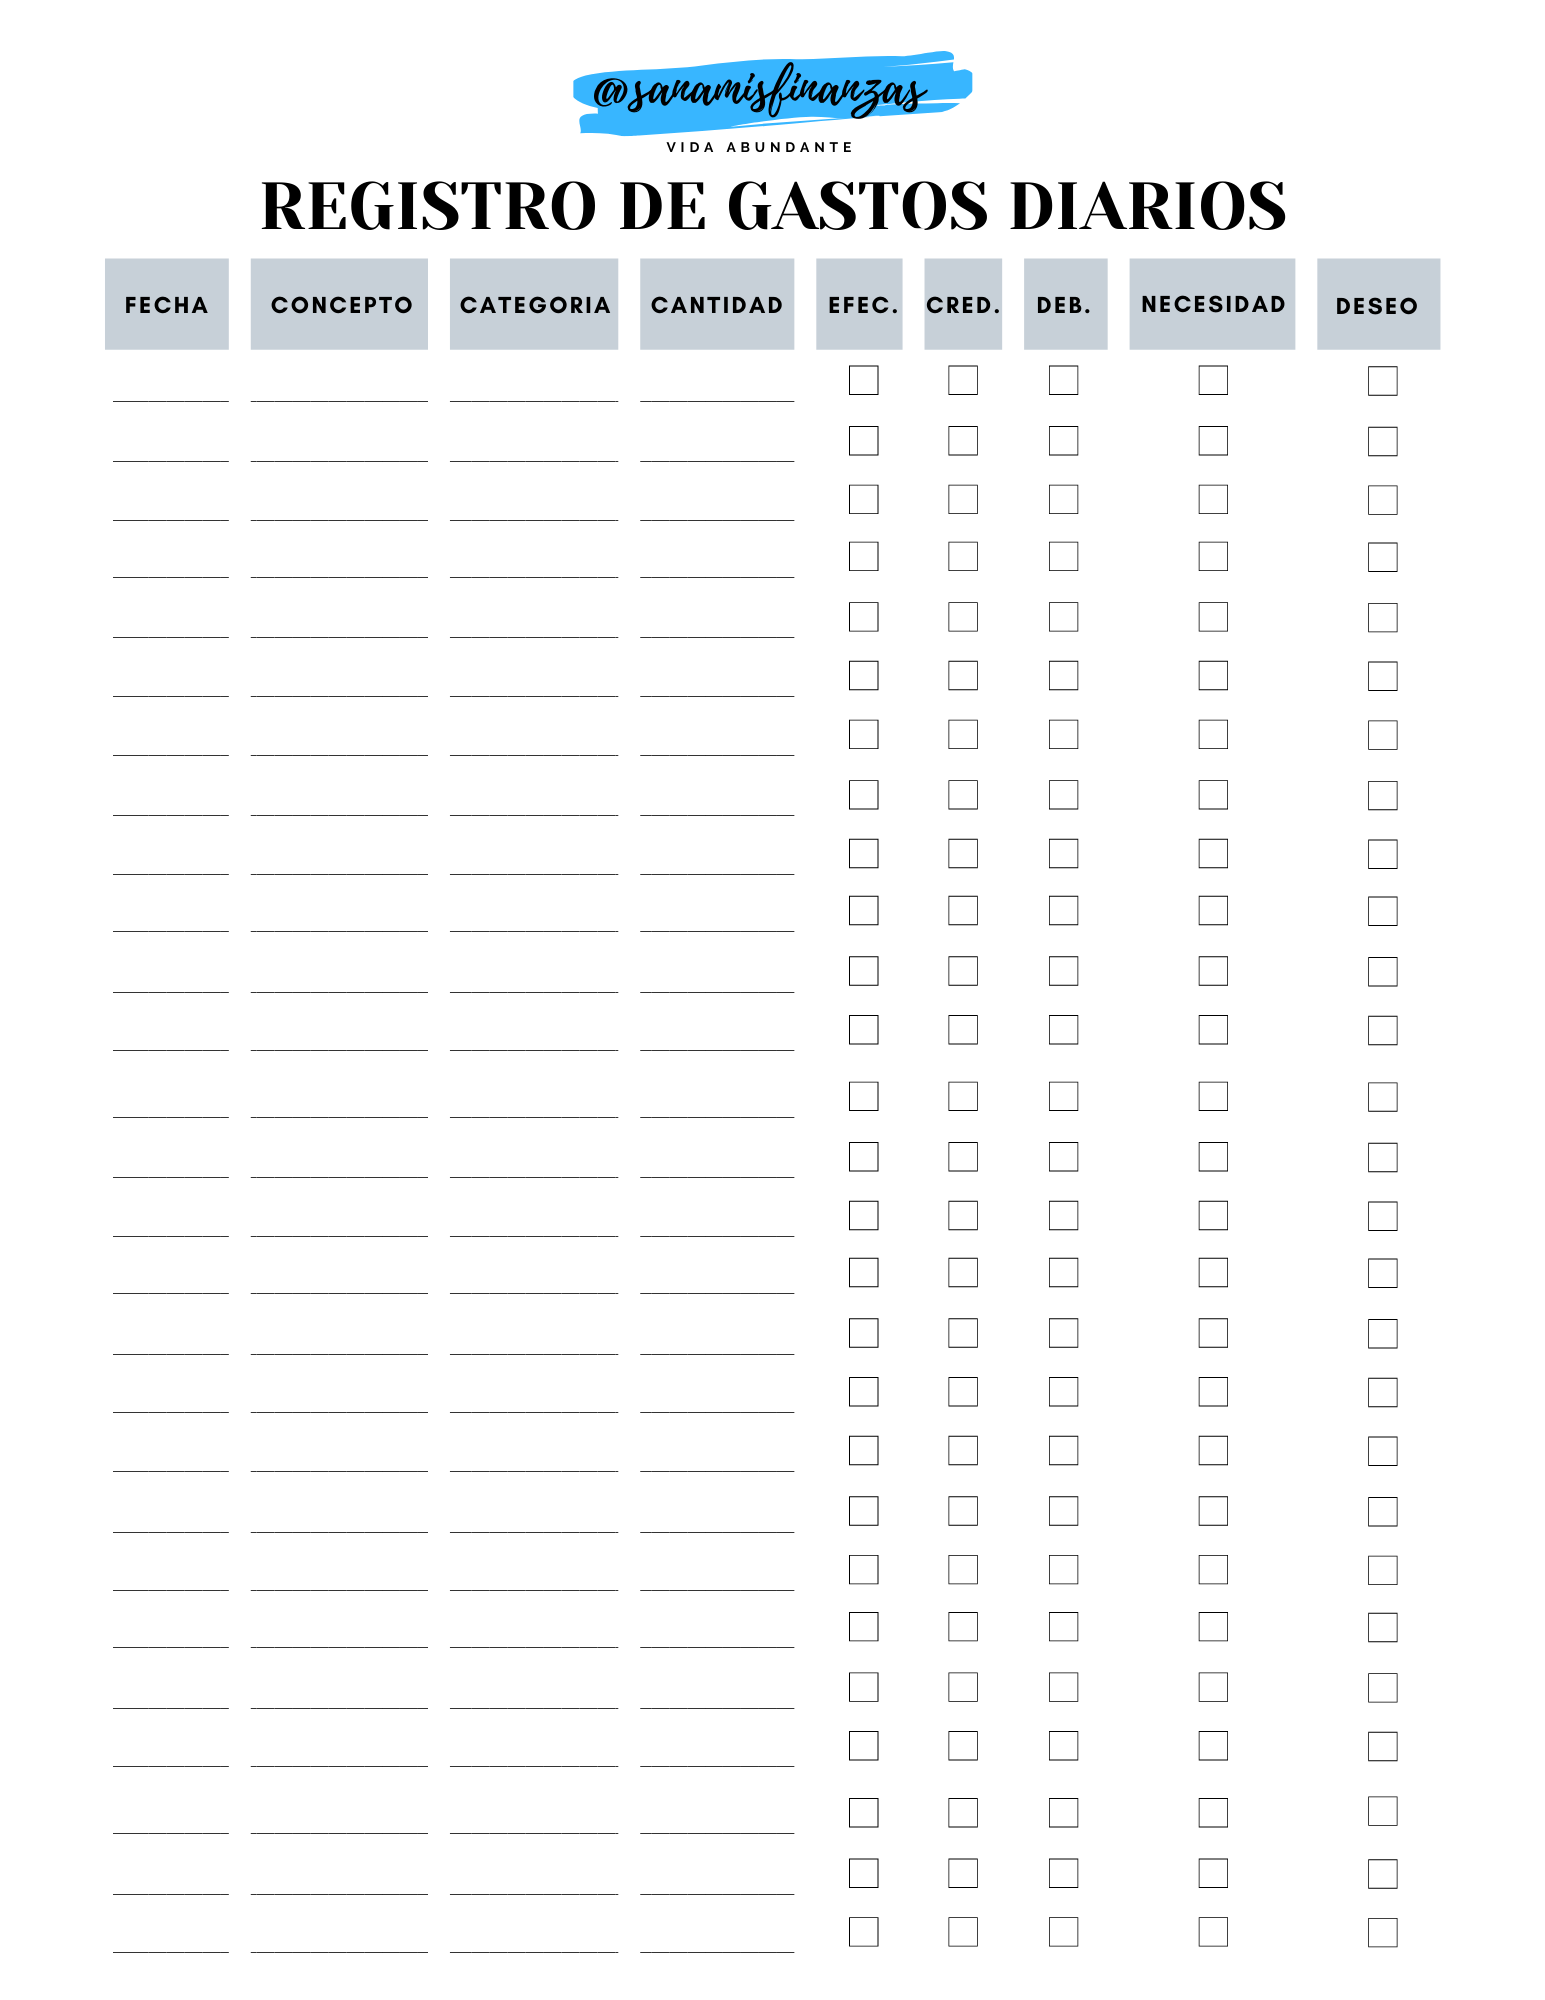 @sanamisfinanzas
VIDA ABUNDANTE
REGISTRO DE GASTOS DIARIOS
FECHA CONCEPTO CATEGORIA CANTIDAD EFEC. CRED. DEB. NECESIDAD DESEO